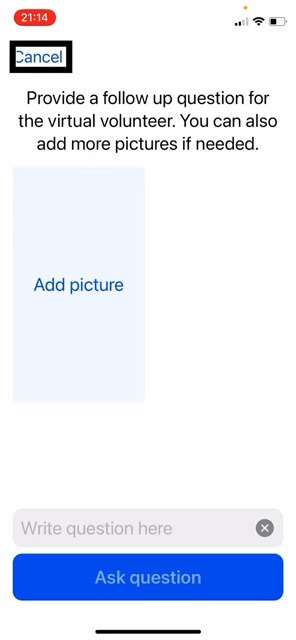 21:14
Cancel
Provide a follow up question for
the virtual volunteer. You can also
add more pictures if needed.
Add picture
Write question here
Ask question